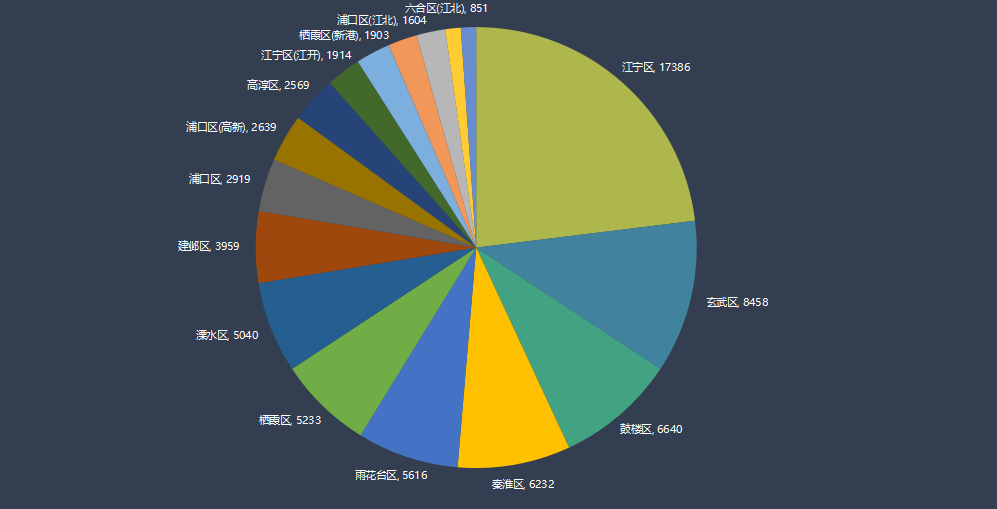 六合区(江北), 851
浦口区(江北), 1604
栖霞区(新港), 1903
江宁区(江开), 1914
高淳区, 2569
浦口区(高新), 2639
浦口区, 2919
建邺区, 3959
溧水区, 5040
栖霞区, 5233
雨花台区, 5616
秦淮区, 6232
鼓楼区, 6640
玄武区, 8458
江宁区, 17386